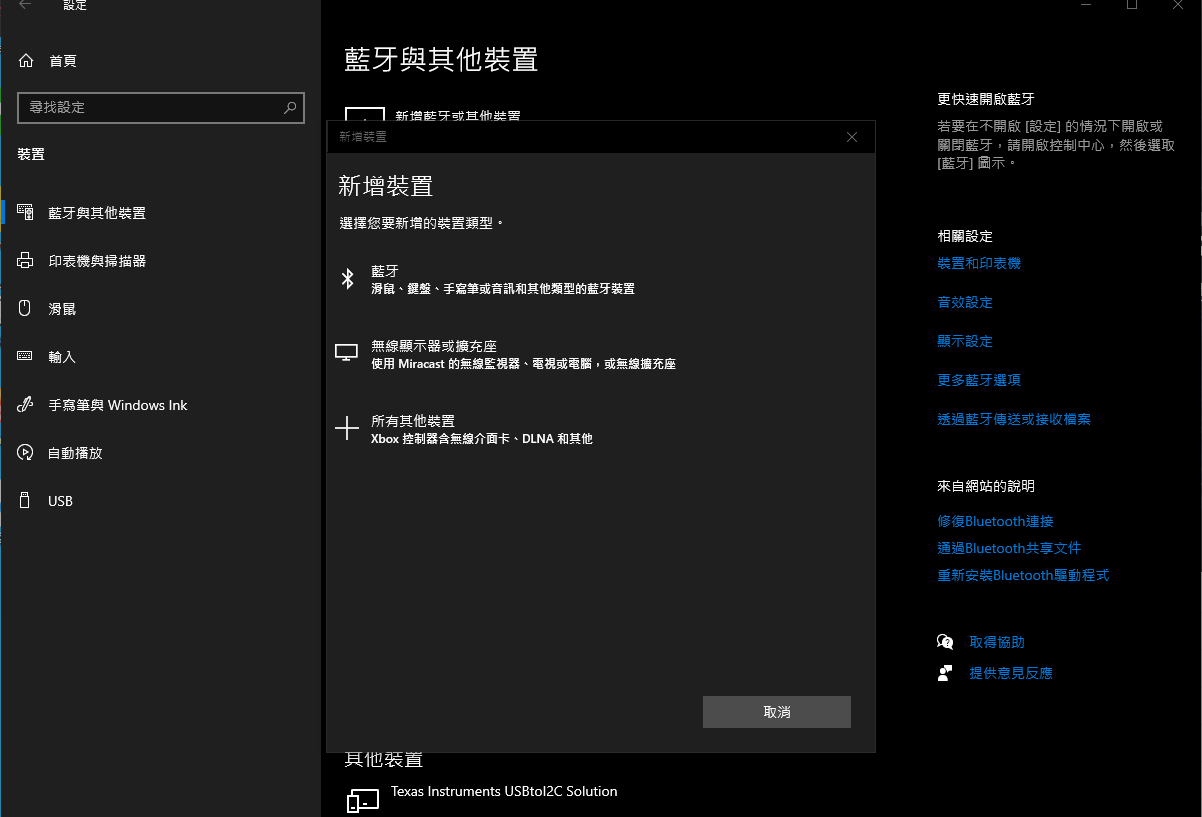 設定
首頁
尋找設定
裝置
藍牙與其他裝置
印表機與掃描器
滑鼠
輸入
手寫筆與 Windows Ink
自動播放
USB
藍牙與其他裝置
新增藍牙或其他裝置
新增裝置
新增裝置
選擇您要新增的裝置類型。
藍牙
滑鼠、鍵盤、手寫筆或音訊和其他類型的藍牙裝置
無線顯示器或擴充座
使用 Miracast 的無線監視器、電視或電腦，或無線擴充座
所有其他裝置
Xbox 控制器含無線介面卡、DLNA 和其他
取消
其他裝置
Texas Instruments USBtoI2C Solution
更快速開啟藍牙
若要在不開啟 [設定] 的情況下開啟或
關閉藍牙，請開啟控制中心，然後選取
[藍牙] 圖示。
相關設定
裝置和印表機
音效設定
顯示設定
更多藍牙選項
透過藍牙傳送或接收檔案
來自網站的說明
修復Bluetooth連接
通過Bluetooth共享文件
重新安裝Bluetooth驅動程式
取得協助
提供意見反應